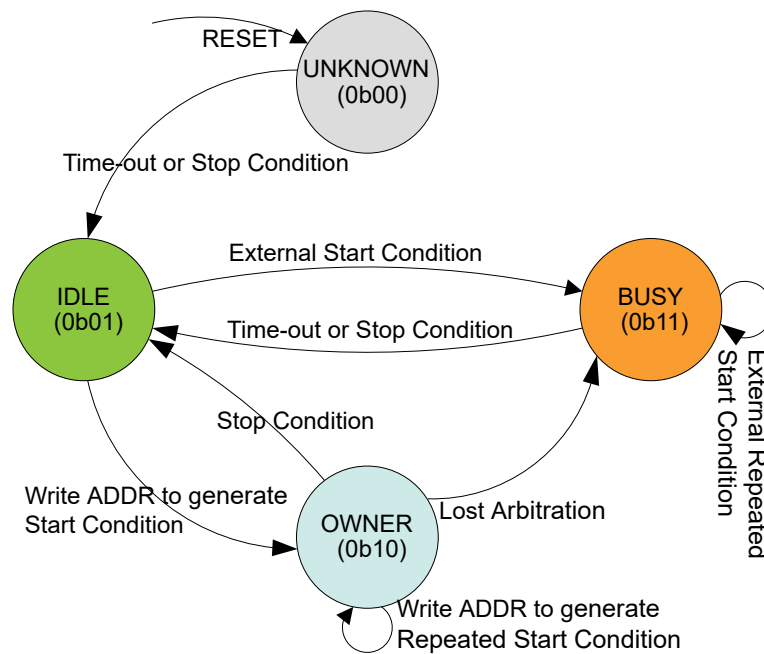 RESET
UNKNOWN
(0b00)
Time-out or Stop Condition
External Start Condition
IDLE
(0b01)
BUSY
(0b11)
Time-out or Stop Condition
External Repeated
Start Condition
Stop Condition
Write ADDR to generate
Start Condition
Lost Arbitration
OWNER
(0b10)
Write ADDR to generate
Repeated Start Condition